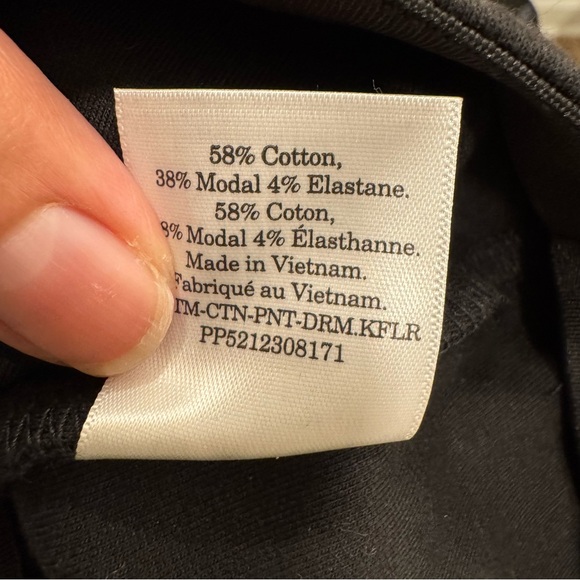 58% Cotton,
38% Modal 4% Elastane.
58% Coton,
8% Modal 4% Élasthanne.
Made in Vietnam.
Fabriqué au Vietnam.
TM-CTN-PNT-DRM.KFLR
PP5212308171